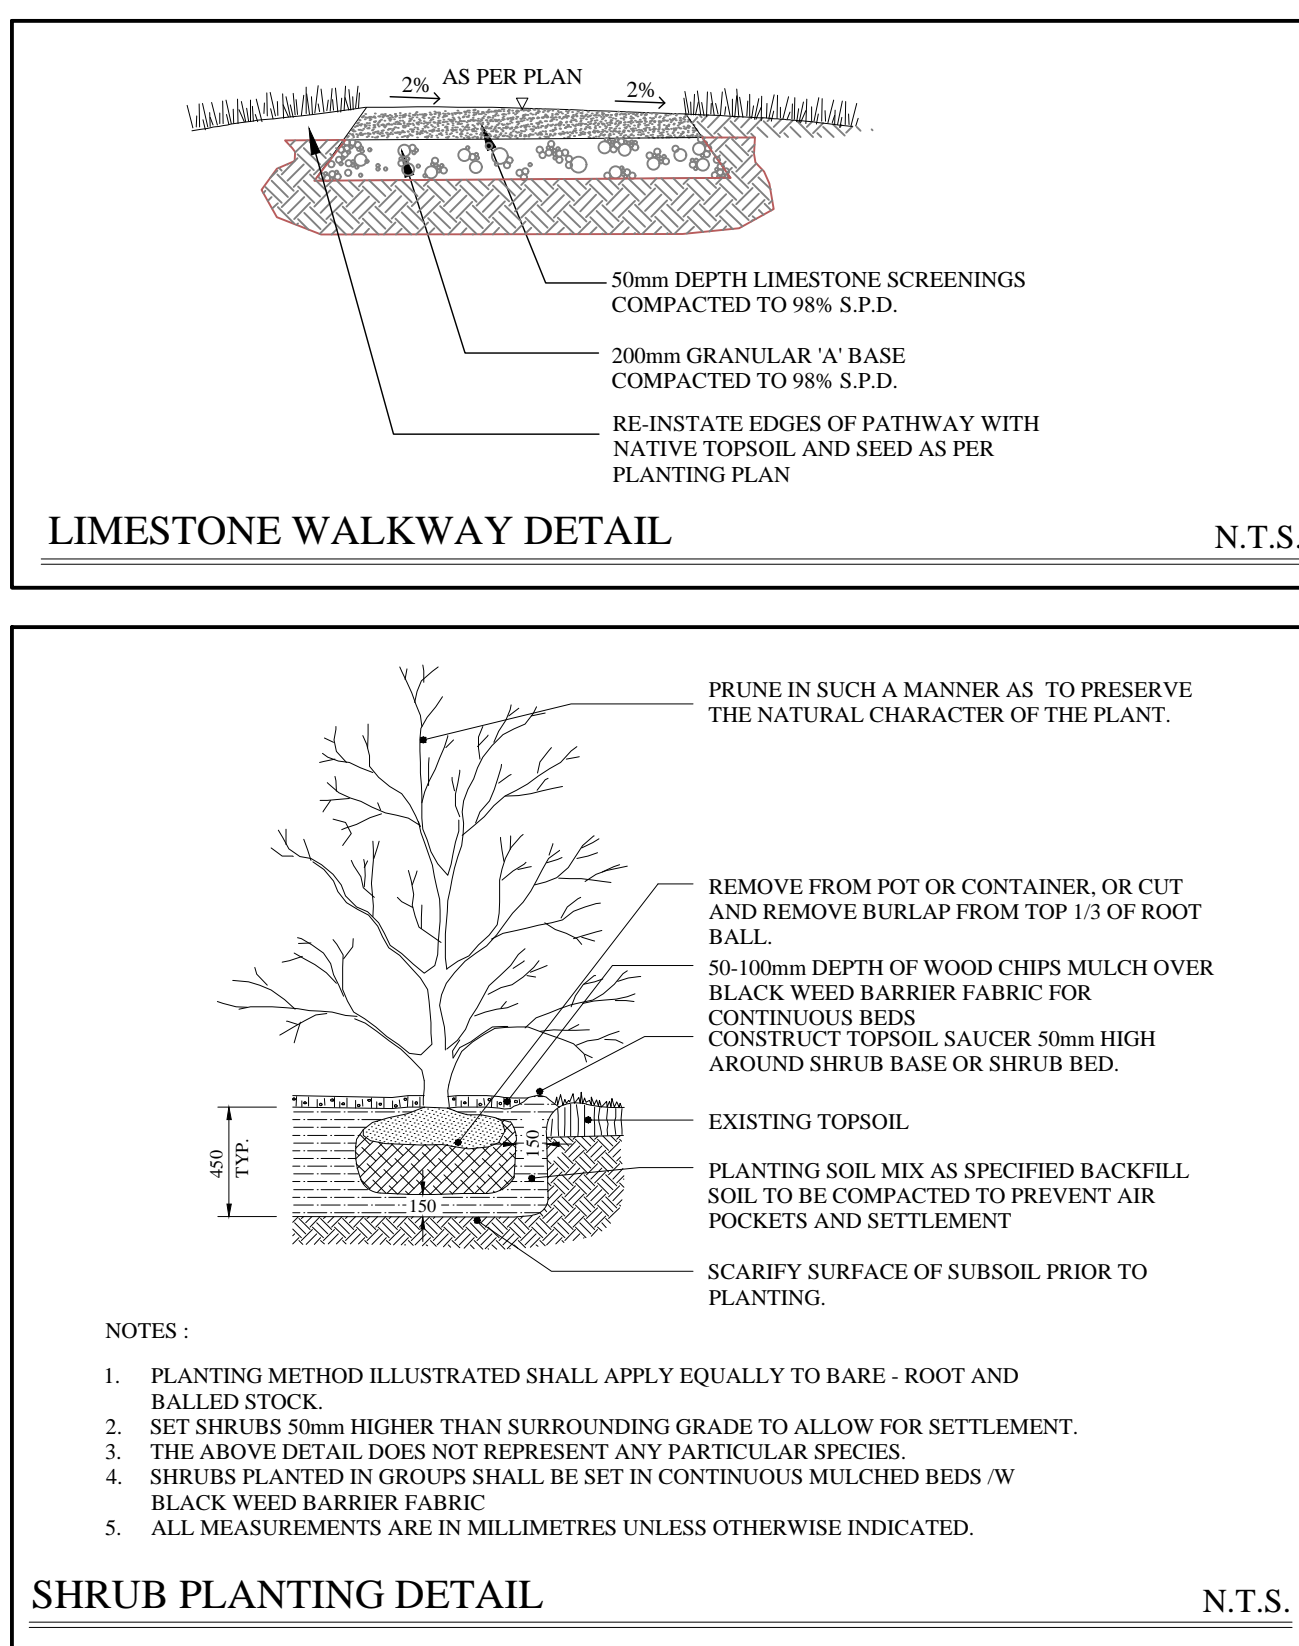 2% AS PER PLAN 2%
50mm DEPTH LIMESTONE SCREENINGS
COMPACTED TO 98% S.P.D.
200mm GRANULAR 'A' BASE
COMPACTED TO 98% S.P.D.
RE-INSTATE EDGES OF PATHWAY WITH
NATIVE TOPSOIL AND SEED AS PER
PLANTING PLAN
LIMESTONE WALKWAY DETAIL
N.T.S.
PRUNE IN SUCH A MANNER AS TO PRESERVE
THE NATURAL CHARACTER OF THE PLANT.
REMOVE FROM POT OR CONTAINER, OR CUT
AND REMOVE BURLAP FROM TOP 1/3 OF ROOT
BALL.
50-100mm DEPTH OF WOOD CHIPS MULCH OVER
BLACK WEED BARRIER FABRIC FOR
CONTINUOUS BEDS
CONSTRUCT TOPSOIL SAUCER 50mm HIGH
AROUND SHRUB BASE OR SHRUB BED.
EXISTING TOPSOIL
PLANTING SOIL MIX AS SPECIFIED BACKFILL
SOIL TO BE COMPACTED TO PREVENT AIR
POCKETS AND SETTLEMENT
SCARIFY SURFACE OF SUBSOIL PRIOR TO
PLANTING.
450
TYP.
150
150
NOTES :
1. PLANTING METHOD ILLUSTRATED SHALL APPLY EQUALLY TO BARE - ROOT AND
BALLED STOCK.
2. SET SHRUBS 50mm HIGHER THAN SURROUNDING GRADE TO ALLOW FOR SETTLEMENT.
3. THE ABOVE DETAIL DOES NOT REPRESENT ANY PARTICULAR SPECIES.
4. SHRUBS PLANTED IN GROUPS SHALL BE SET IN CONTINUOUS MULCHED BEDS /W
BLACK WEED BARRIER FABRIC
5. ALL MEASUREMENTS ARE IN MILLIMETRES UNLESS OTHERWISE INDICATED.
SHRUB PLANTING DETAIL
N.T.S.